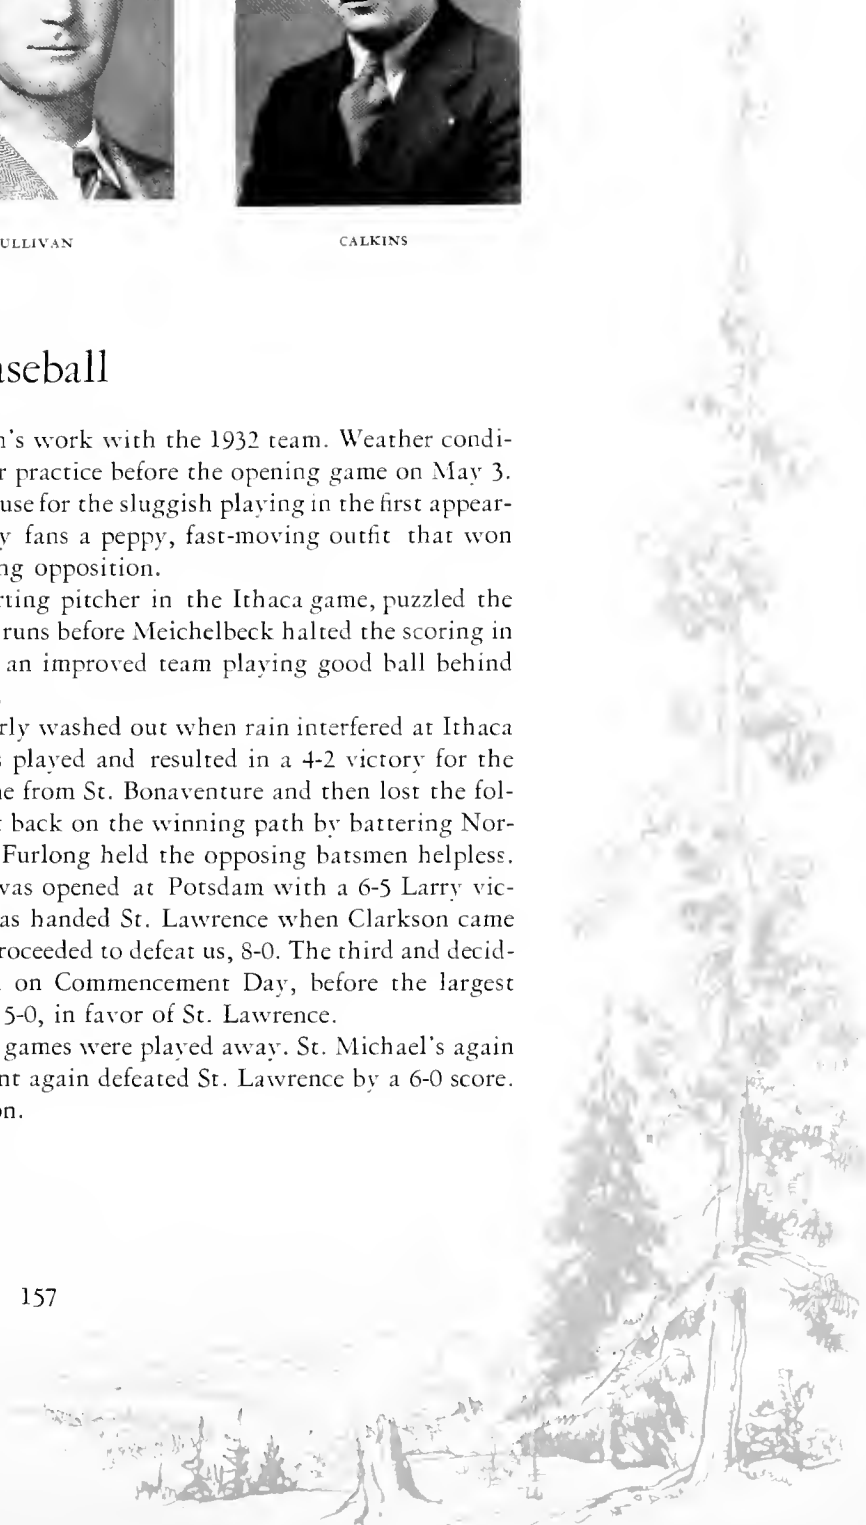 ULLIVAN
CALKINS
seball
's work with the 1932 team. Weather condi-
r practice before the opening game on May 3.
use for the sluggish playing in the first appear-
y fans a peppy, fast-moving outfit that won
ng opposition.
rting pitcher in the Ithaca game, puzzled the
runs before Meichelbeck halted the scoring in
an improved team playing good ball behind
rly washed out when rain interfered at Ithaca
s played and resulted in a 4-2 victory for the
e from St. Bonaventure and then lost the fol-
t back on the winning path by battering Nor-
Furlong held the opposing batsmen helpless.
was opened at Potsdam with a 6-5 Larry vic-
as handed St. Lawrence when Clarkson came
roceeded to defeat us, 8-0. The third and decid-
on Commencement Day, before the largest
5-0, in favor of St. Lawrence.
games were played away. St. Michael's again
nt again defeated St. Lawrence by a 6-0 score.
on.
157